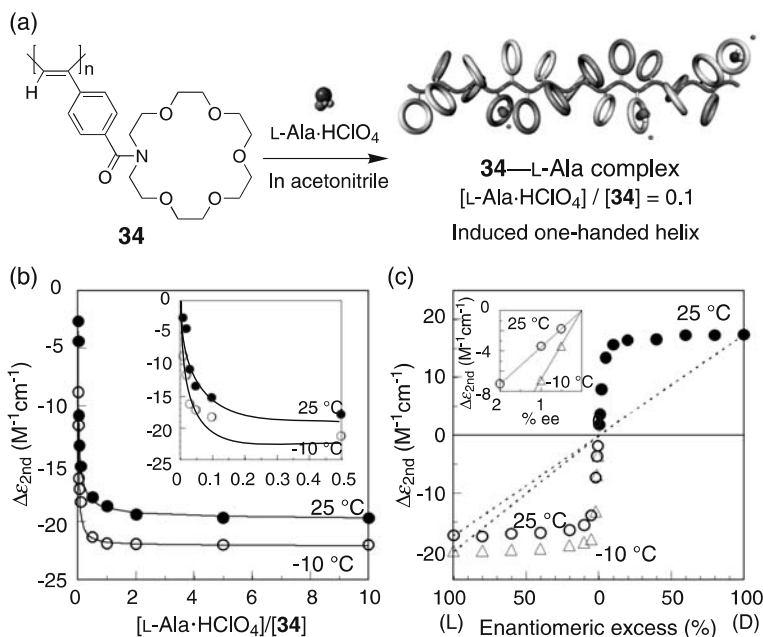 (a)
n
H
O
N
O
O
O
O
O
34
L-Ala·HClO4
In acetonitrile
34—L-Ala complex
[L-Ala·HClO4] / [34] = 0.1
Induced one-handed helix
(b)
0
-5
-10
-15
-20
-25
Δε2nd (M-1cm-1)
0 2 4 6 8 10
[L-Ala·HClO4]/[34]
25 °C
-10 °C
0
-5
-10
-15
-20
-25
0 0.1 0.2 0.3 0.4 0.5
25 °C
-10 °C
(c)
20
10
0
-10
-20
Δε2nd (M-1cm-1)
25 °C
25 °C
-10 °C
100 50 0 50 100
(L) Enantiomeric excess (%) (D)
0
-4
-8
Δε2nd (M-1cm-1)
25 °C
-10 °C
2 1
% ee